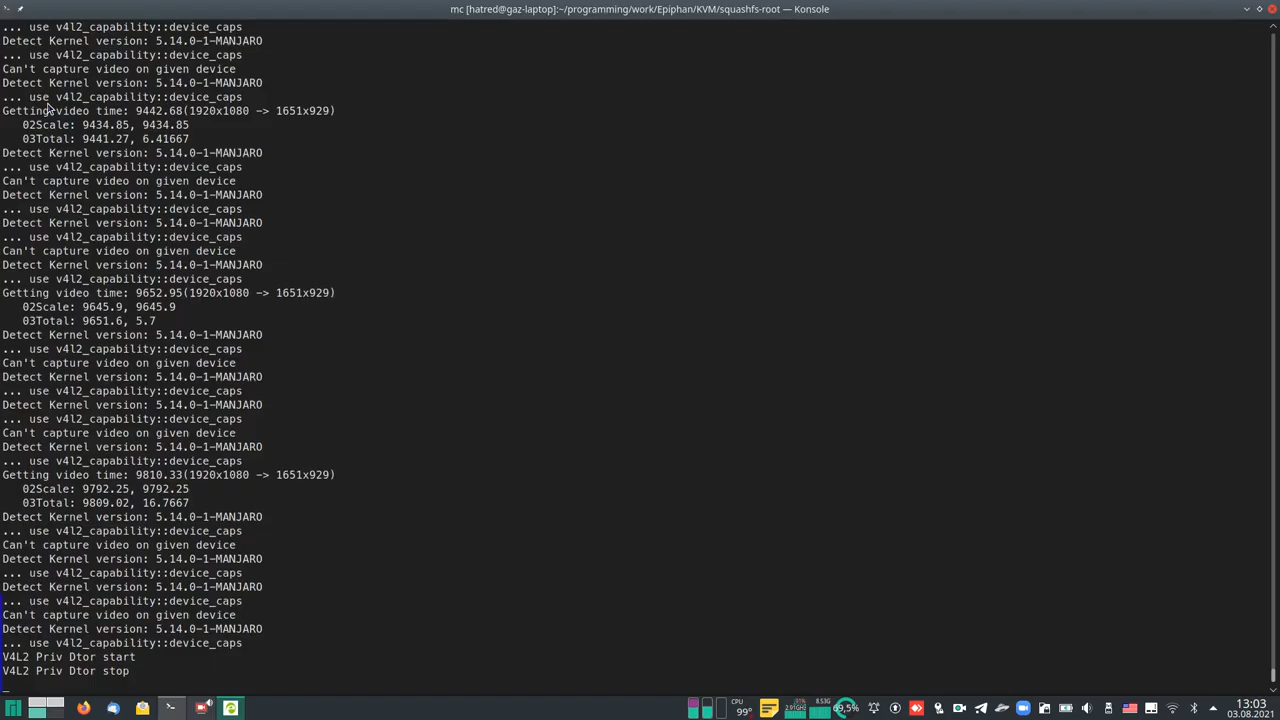 mc [hatred@gaz-laptop]:~/programming/work/Epiphan/KVM/squashfs-root — Konsole
... use v4l2_capability::device_caps
Detect Kernel version: 5.14.0-1-MANJARO
... use v4l2_capability::device_caps
Can't capture video on given device
Detect Kernel version: 5.14.0-1-MANJARO
... use v4l2_capability::device_caps
Getting video time: 9442.68(1920x1080 -> 1651x929)
02Scale: 9434.85, 9434.85
03Total: 9441.27, 6.41667
Detect Kernel version: 5.14.0-1-MANJARO
... use v4l2_capability::device_caps
Can't capture video on given device
Detect Kernel version: 5.14.0-1-MANJARO
... use v4l2_capability::device_caps
Detect Kernel version: 5.14.0-1-MANJARO
... use v4l2_capability::device_caps
Can't capture video on given device
Detect Kernel version: 5.14.0-1-MANJARO
... use v4l2_capability::device_caps
Getting video time: 9652.95(1920x1080 -> 1651x929)
02Scale: 9645.9, 9645.9
03Total: 9651.6, 5.7
Detect Kernel version: 5.14.0-1-MANJARO
... use v4l2_capability::device_caps
Can't capture video on given device
Detect Kernel version: 5.14.0-1-MANJARO
... use v4l2_capability::device_caps
Detect Kernel version: 5.14.0-1-MANJARO
... use v4l2_capability::device_caps
Can't capture video on given device
Detect Kernel version: 5.14.0-1-MANJARO
... use v4l2_capability::device_caps
Getting video time: 9810.33(1920x1080 -> 1651x929)
02Scale: 9792.25, 9792.25
03Total: 9809.02, 16.7667
Detect Kernel version: 5.14.0-1-MANJARO
... use v4l2_capability::device_caps
Can't capture video on given device
Detect Kernel version: 5.14.0-1-MANJARO
... use v4l2_capability::device_caps
Detect Kernel version: 5.14.0-1-MANJARO
... use v4l2_capability::device_caps
Can't capture video on given device
Detect Kernel version: 5.14.0-1-MANJARO
... use v4l2_capability::device_caps
V4L2 Priv Dtor start
V4L2 Priv Dtor stop
CPU
99°
2.91GHz
8.53G
13:03
03.08.2021